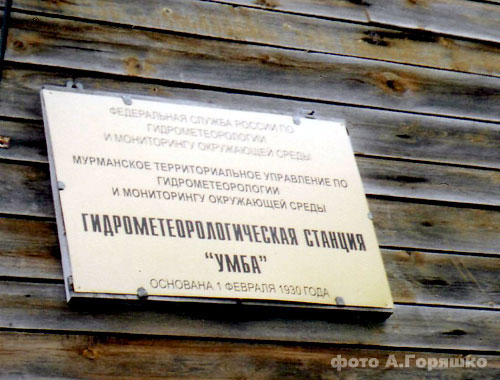 ФЕДЕРАЛЬНАЯ СЛУЖБА РОССИИ ПО
ГИДРОМЕТЕОРОЛОГИИ
И МОНИТОРИНГУ ОКРУЖАЮЩЕЙ СРЕДЫ
МУРМАНСКОЕ ТЕРРИТОРИАЛЬНОЕ УПРАВЛЕНИЕ ПО
ГИДРОМЕТЕОРОЛОГИИ
И МОНИТОРИНГУ ОКРУЖАЮЩЕЙ СРЕДЫ
ГИДРОМЕТЕОРОЛОГИЧЕСКАЯ СТАНЦИЯ
"УМБА"
ОСНОВАНА 1 ФЕВРАЛЯ 1930 ГОДА
фото А.Горяшко